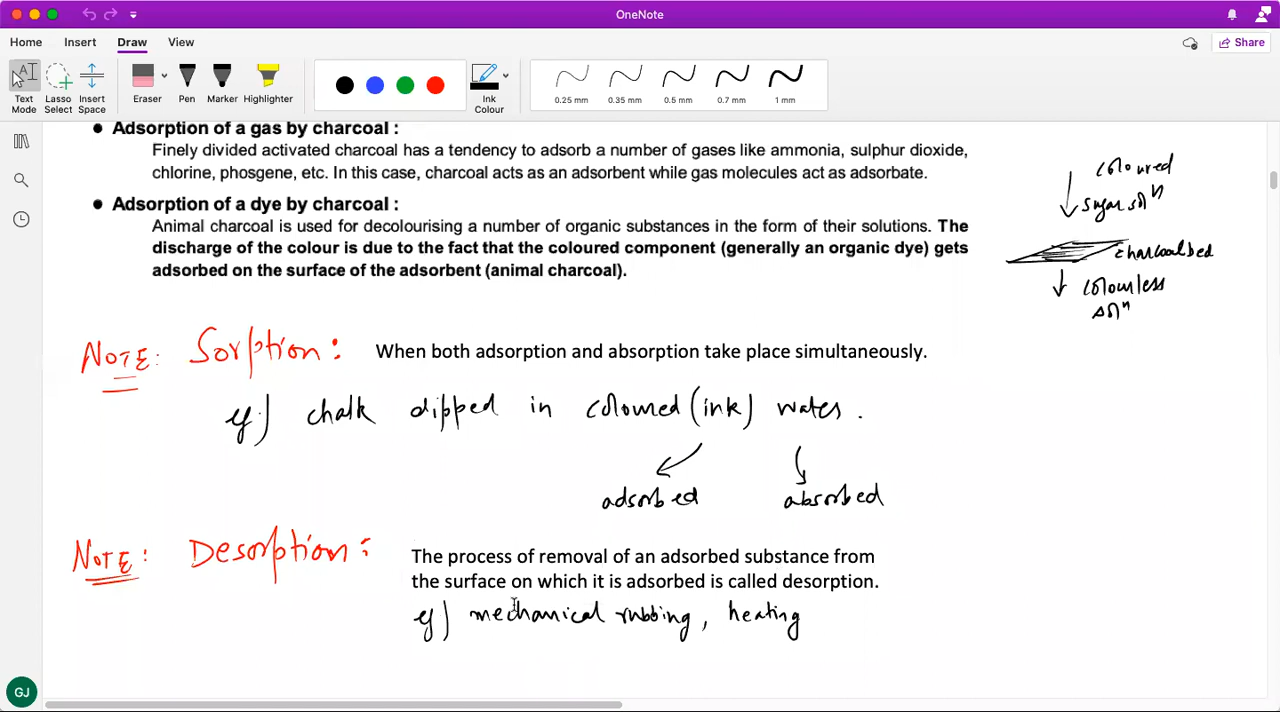 OneNote
Home Insert Draw View
Share
Text Mode
Lasso Select
Insert Space
Eraser
Pen
Marker
Highlighter
Ink Colour
0.25 mm
0.35 mm
0.5 mm
0.7 mm
1 mm
• Adsorption of a gas by charcoal :
Finely divided activated charcoal has a tendency to adsorb a number of gases like ammonia, sulphur dioxide,
chlorine, phosgene, etc. In this case, charcoal acts as an adsorbent while gas molecules act as adsorbate.
• Adsorption of a dye by charcoal :
Animal charcoal is used for decolourising a number of organic substances in the form of their solutions. The
discharge of the colour is due to the fact that the coloured component (generally an organic dye) gets
adsorbed on the surface of the adsorbent (animal charcoal).
coloured
sugar solⁿ
charcoal bed
colourless
solⁿ
NOTE: Sorption: When both adsorption and absorption take place simultaneously.
eg) chalk dipped in coloured (ink) water.
adsorbed absorbed
NOTE: Desorption: The process of removal of an adsorbed substance from
the surface on which it is adsorbed is called desorption.
eg) mechanical rubbing, heating
GJ